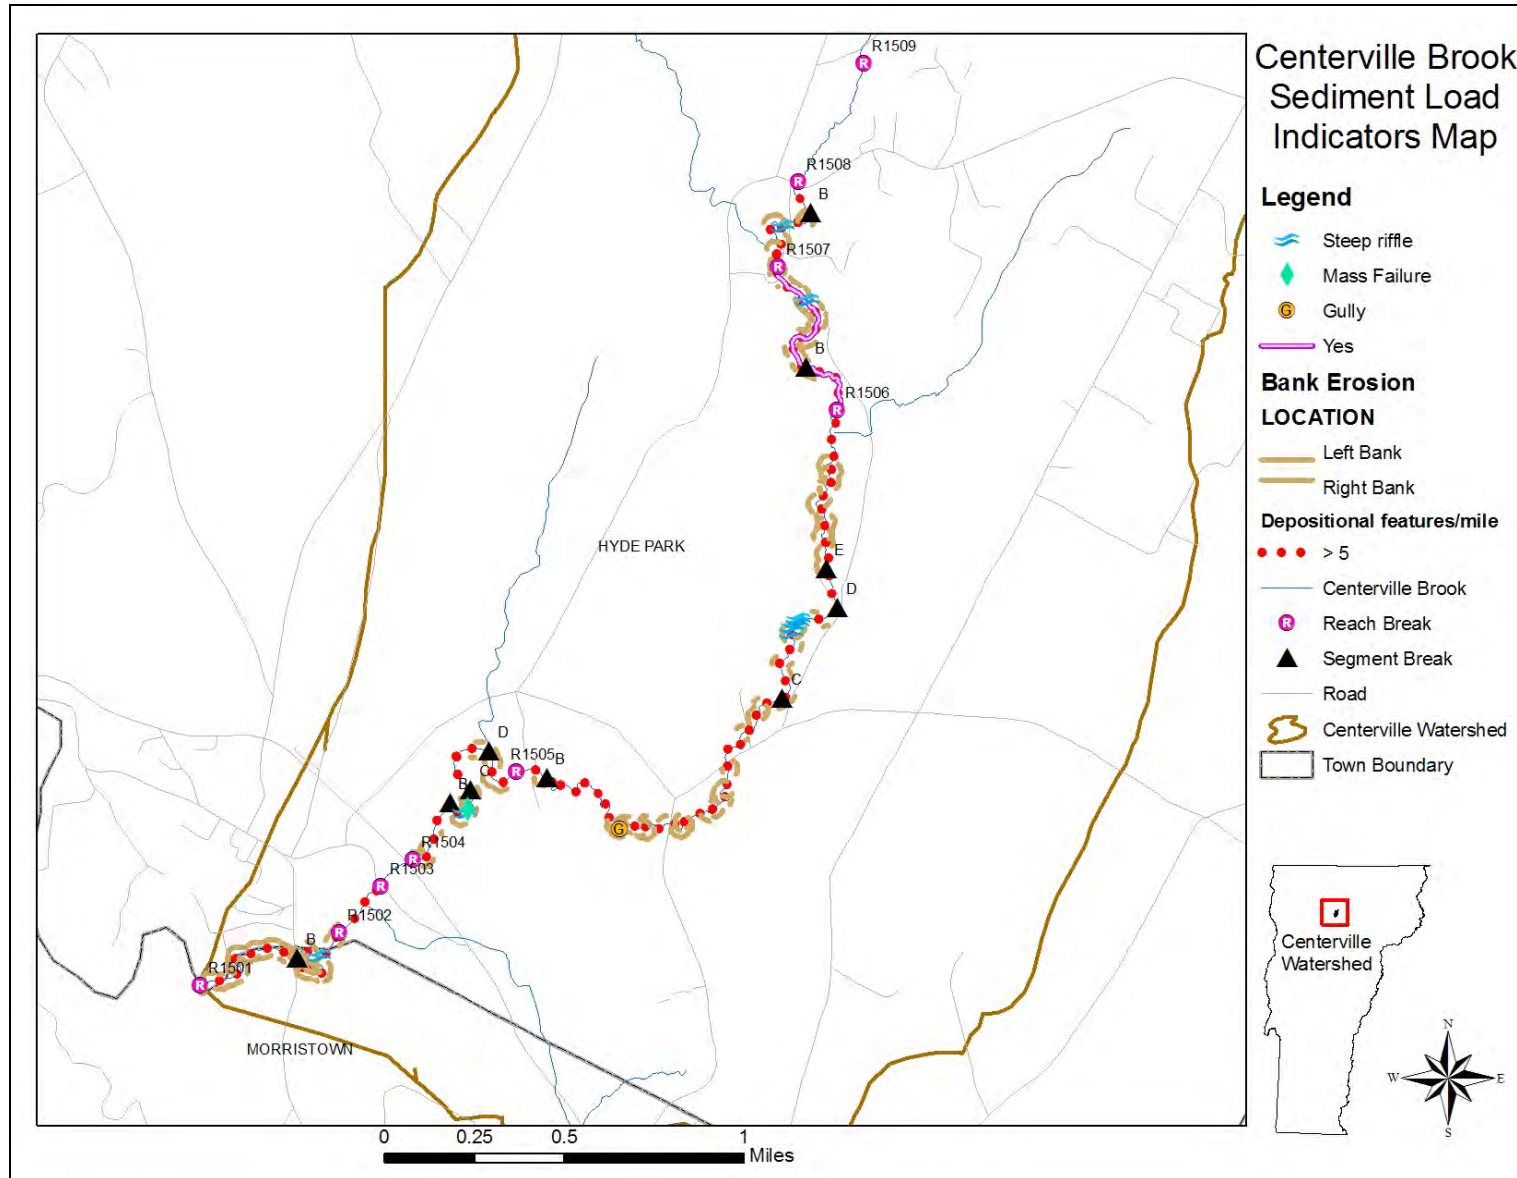 Centerville Brook
Sediment Load
Indicators Map
Legend
Steep riffle
Mass Failure
G
Gully
Yes
Bank Erosion
LOCATION
Left Bank
Right Bank
Depositional features/mile
> 5
Centerville Brook
R
Reach Break
Segment Break
Road
Centerville Watershed
Town Boundary
Centerville
Watershed
N
W
E
S
R1509
R
R1508
R
B
R1507
R
B
R1506
R
HYDE PARK
E
D
C
D
R1505
R
B
C
B
G
R1504
R
R1503
R
R1502
R
B
R1501
R
MORRISTOWN
0
0.25
0.5
1
Miles